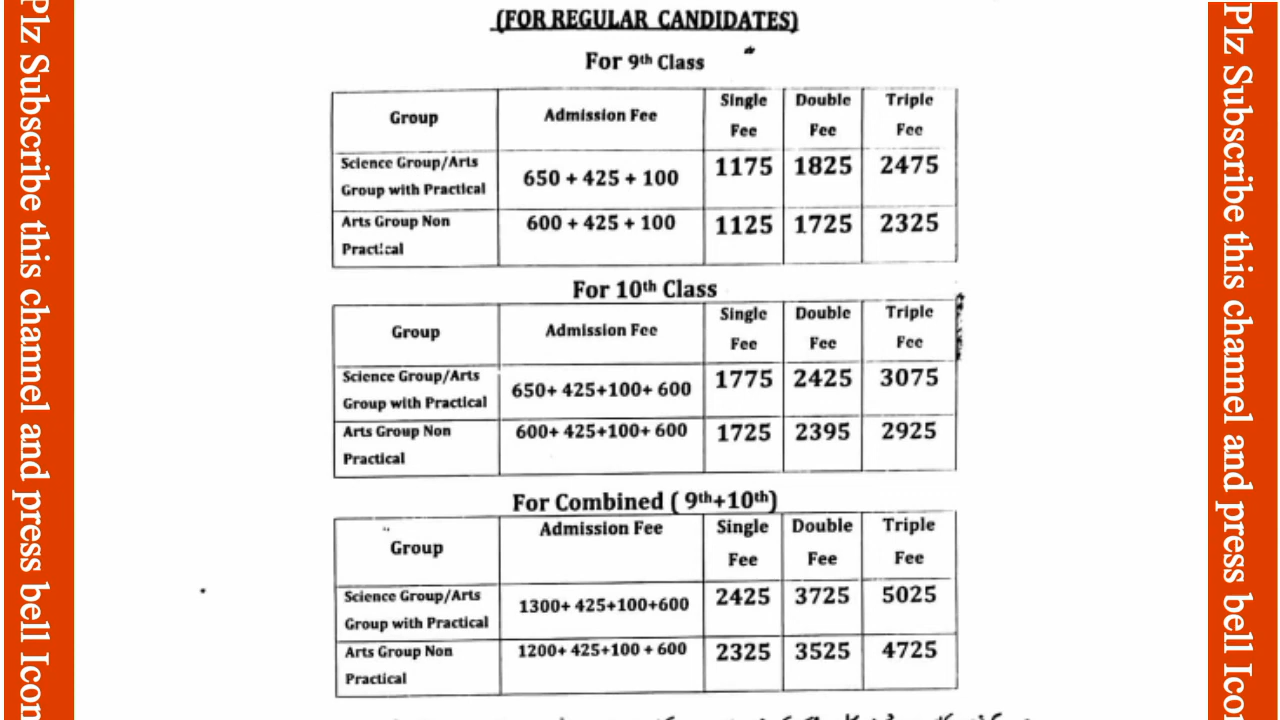 (FOR REGULAR CANDIDATES)
For 9th Class
Group Admission Fee Single Fee Double Fee Triple Fee
Science Group/Arts Group with Practical 650 + 425 + 100 1175 1825 2475
Arts Group Non Practical 600 + 425 + 100 1125 1725 2325
For 10th Class
Group Admission Fee Single Fee Double Fee Triple Fee
Science Group/Arts Group with Practical 650+ 425+100+ 600 1775 2425 3075
Arts Group Non Practical 600+ 425+100+ 600 1725 2395 2925
For Combined ( 9th+10th)
Group Admission Fee Single Fee Double Fee Triple Fee
Science Group/Arts Group with Practical 1300+ 425+100+600 2425 3725 5025
Arts Group Non Practical 1200+ 425+100 + 600 2325 3525 4725
Plz Subscribe this channel and press bell Icon
Plz Subscribe this channel and press bell Icon